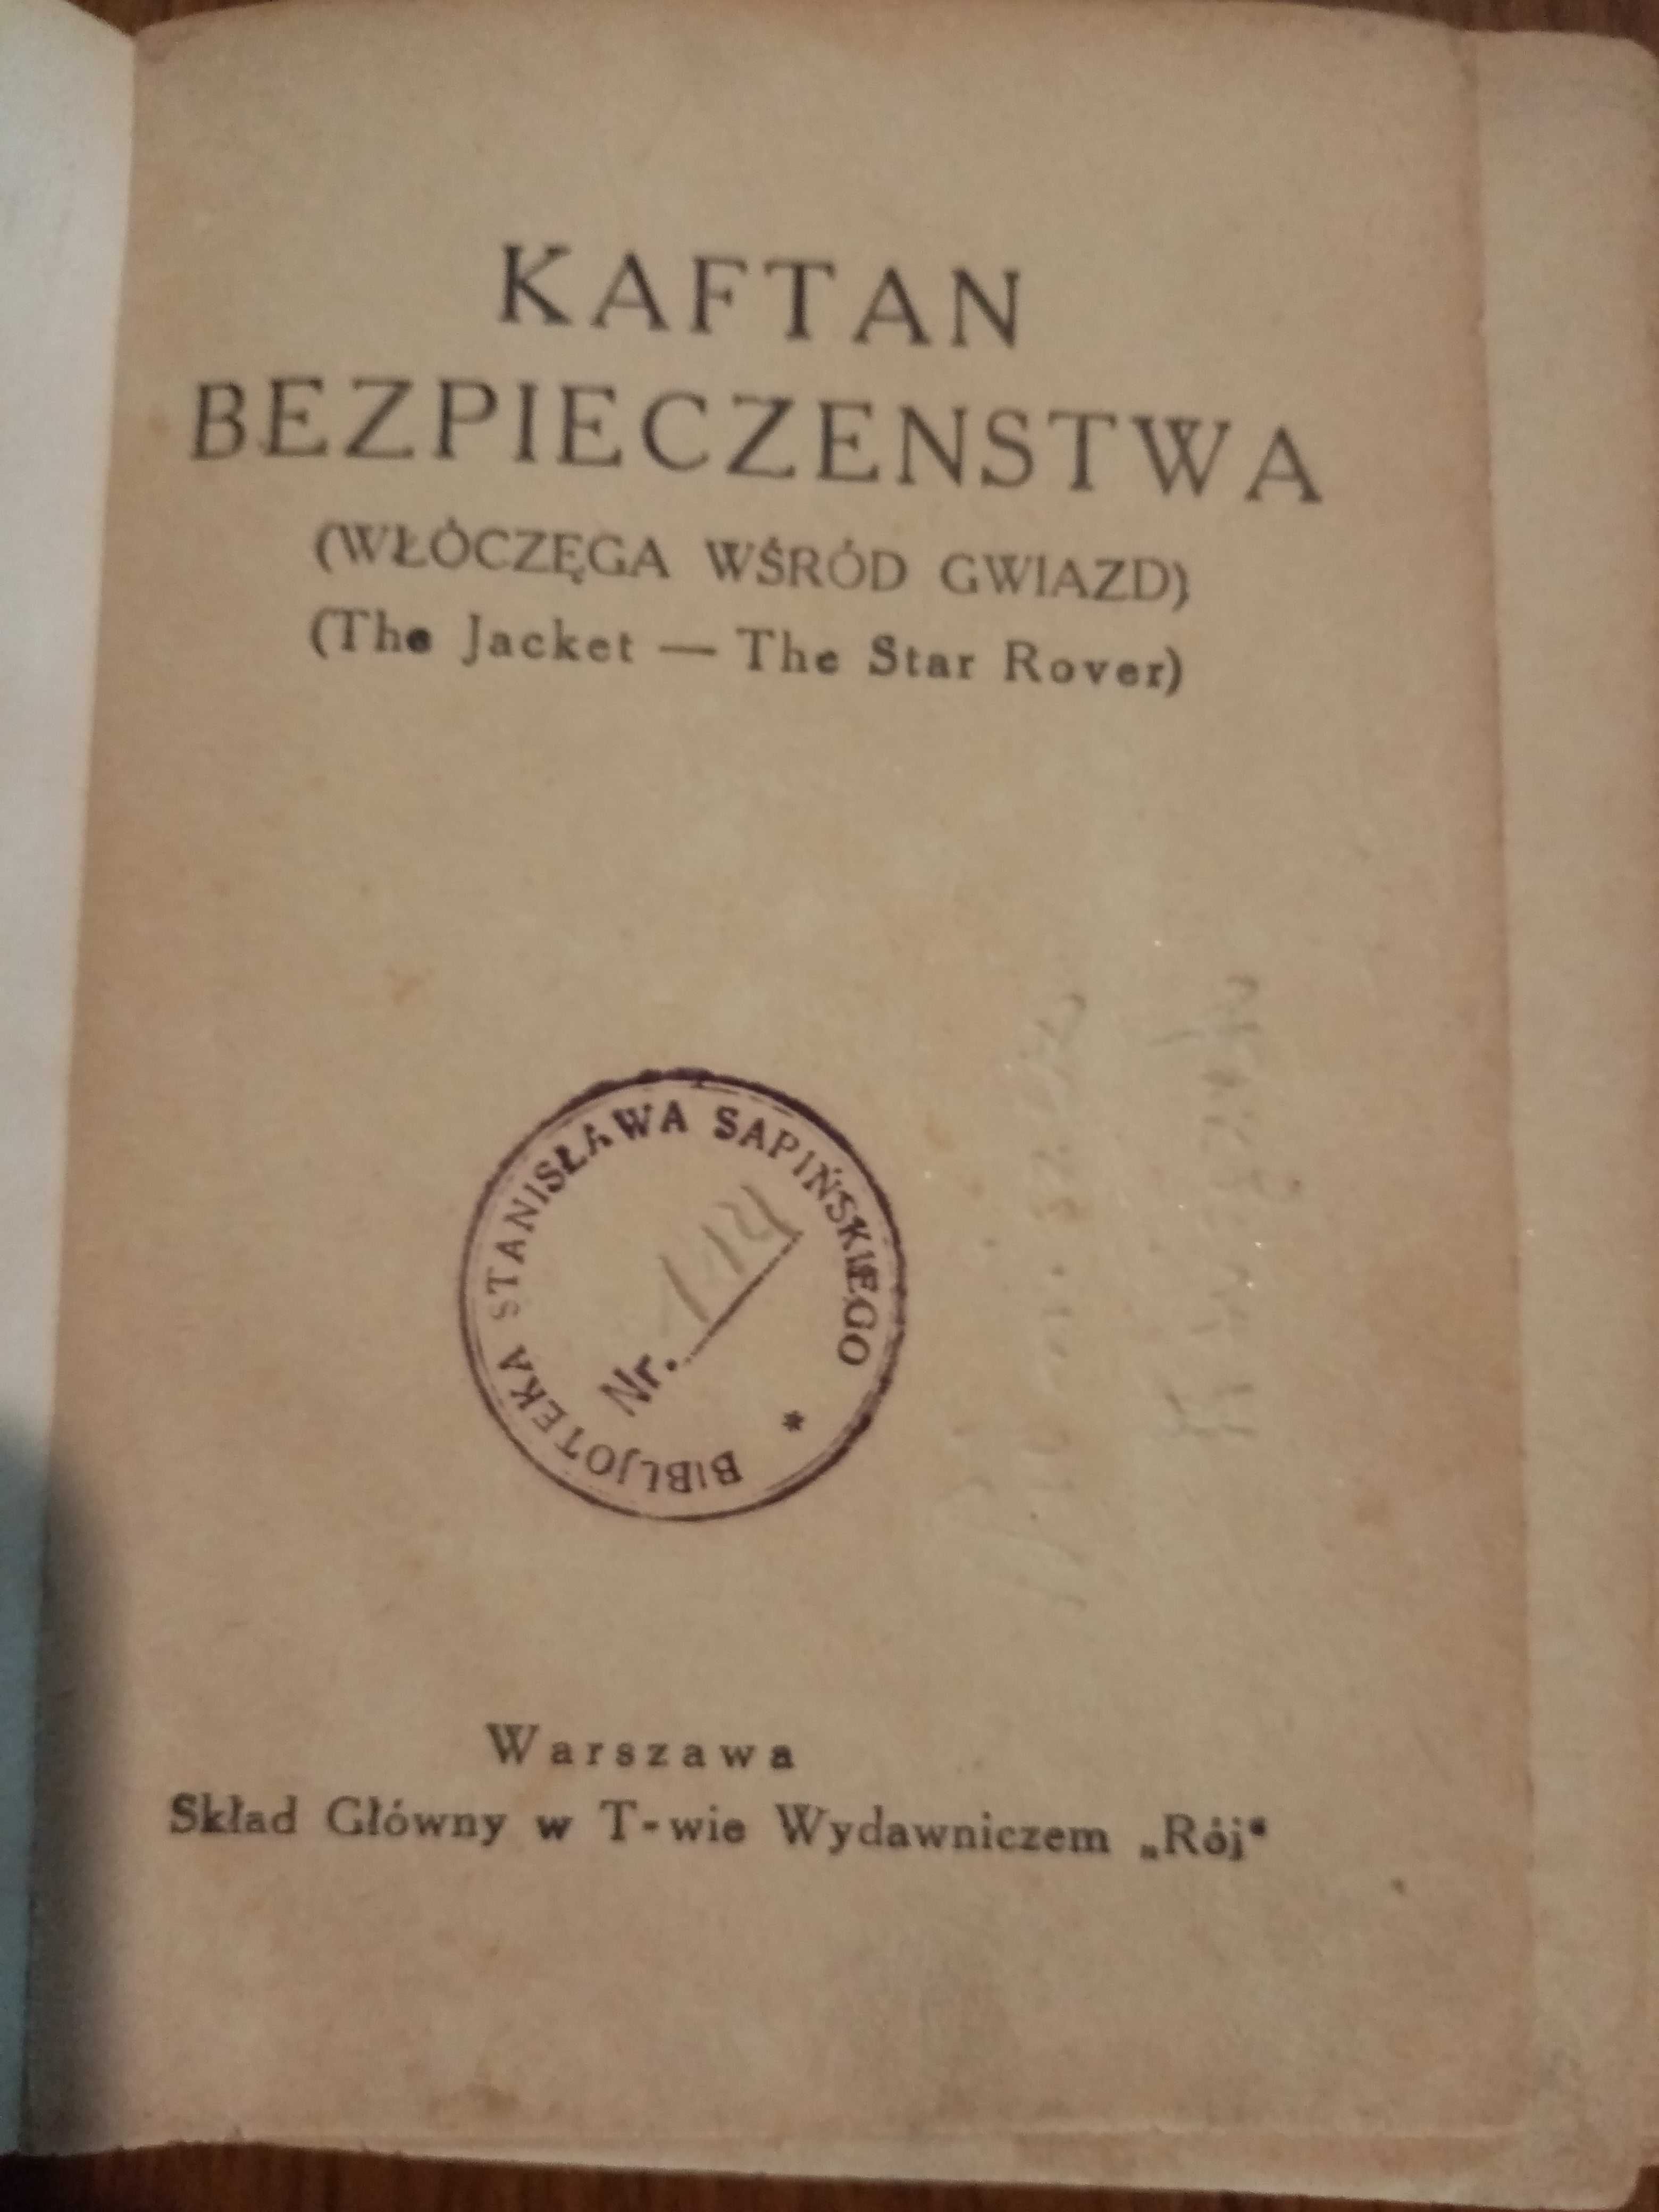 KAFTAN
BEZPIECZENSTWA
(WŁÓCZĘGA WŚRÓD GWIAZD)
(The Jacket — The Star Rover)
BIBLJOTEKA STANISŁAWA SAPIŃSKIEGO *
Nr.
Warszawa
Skład Główny w T-wie Wydawniczem „Rój“